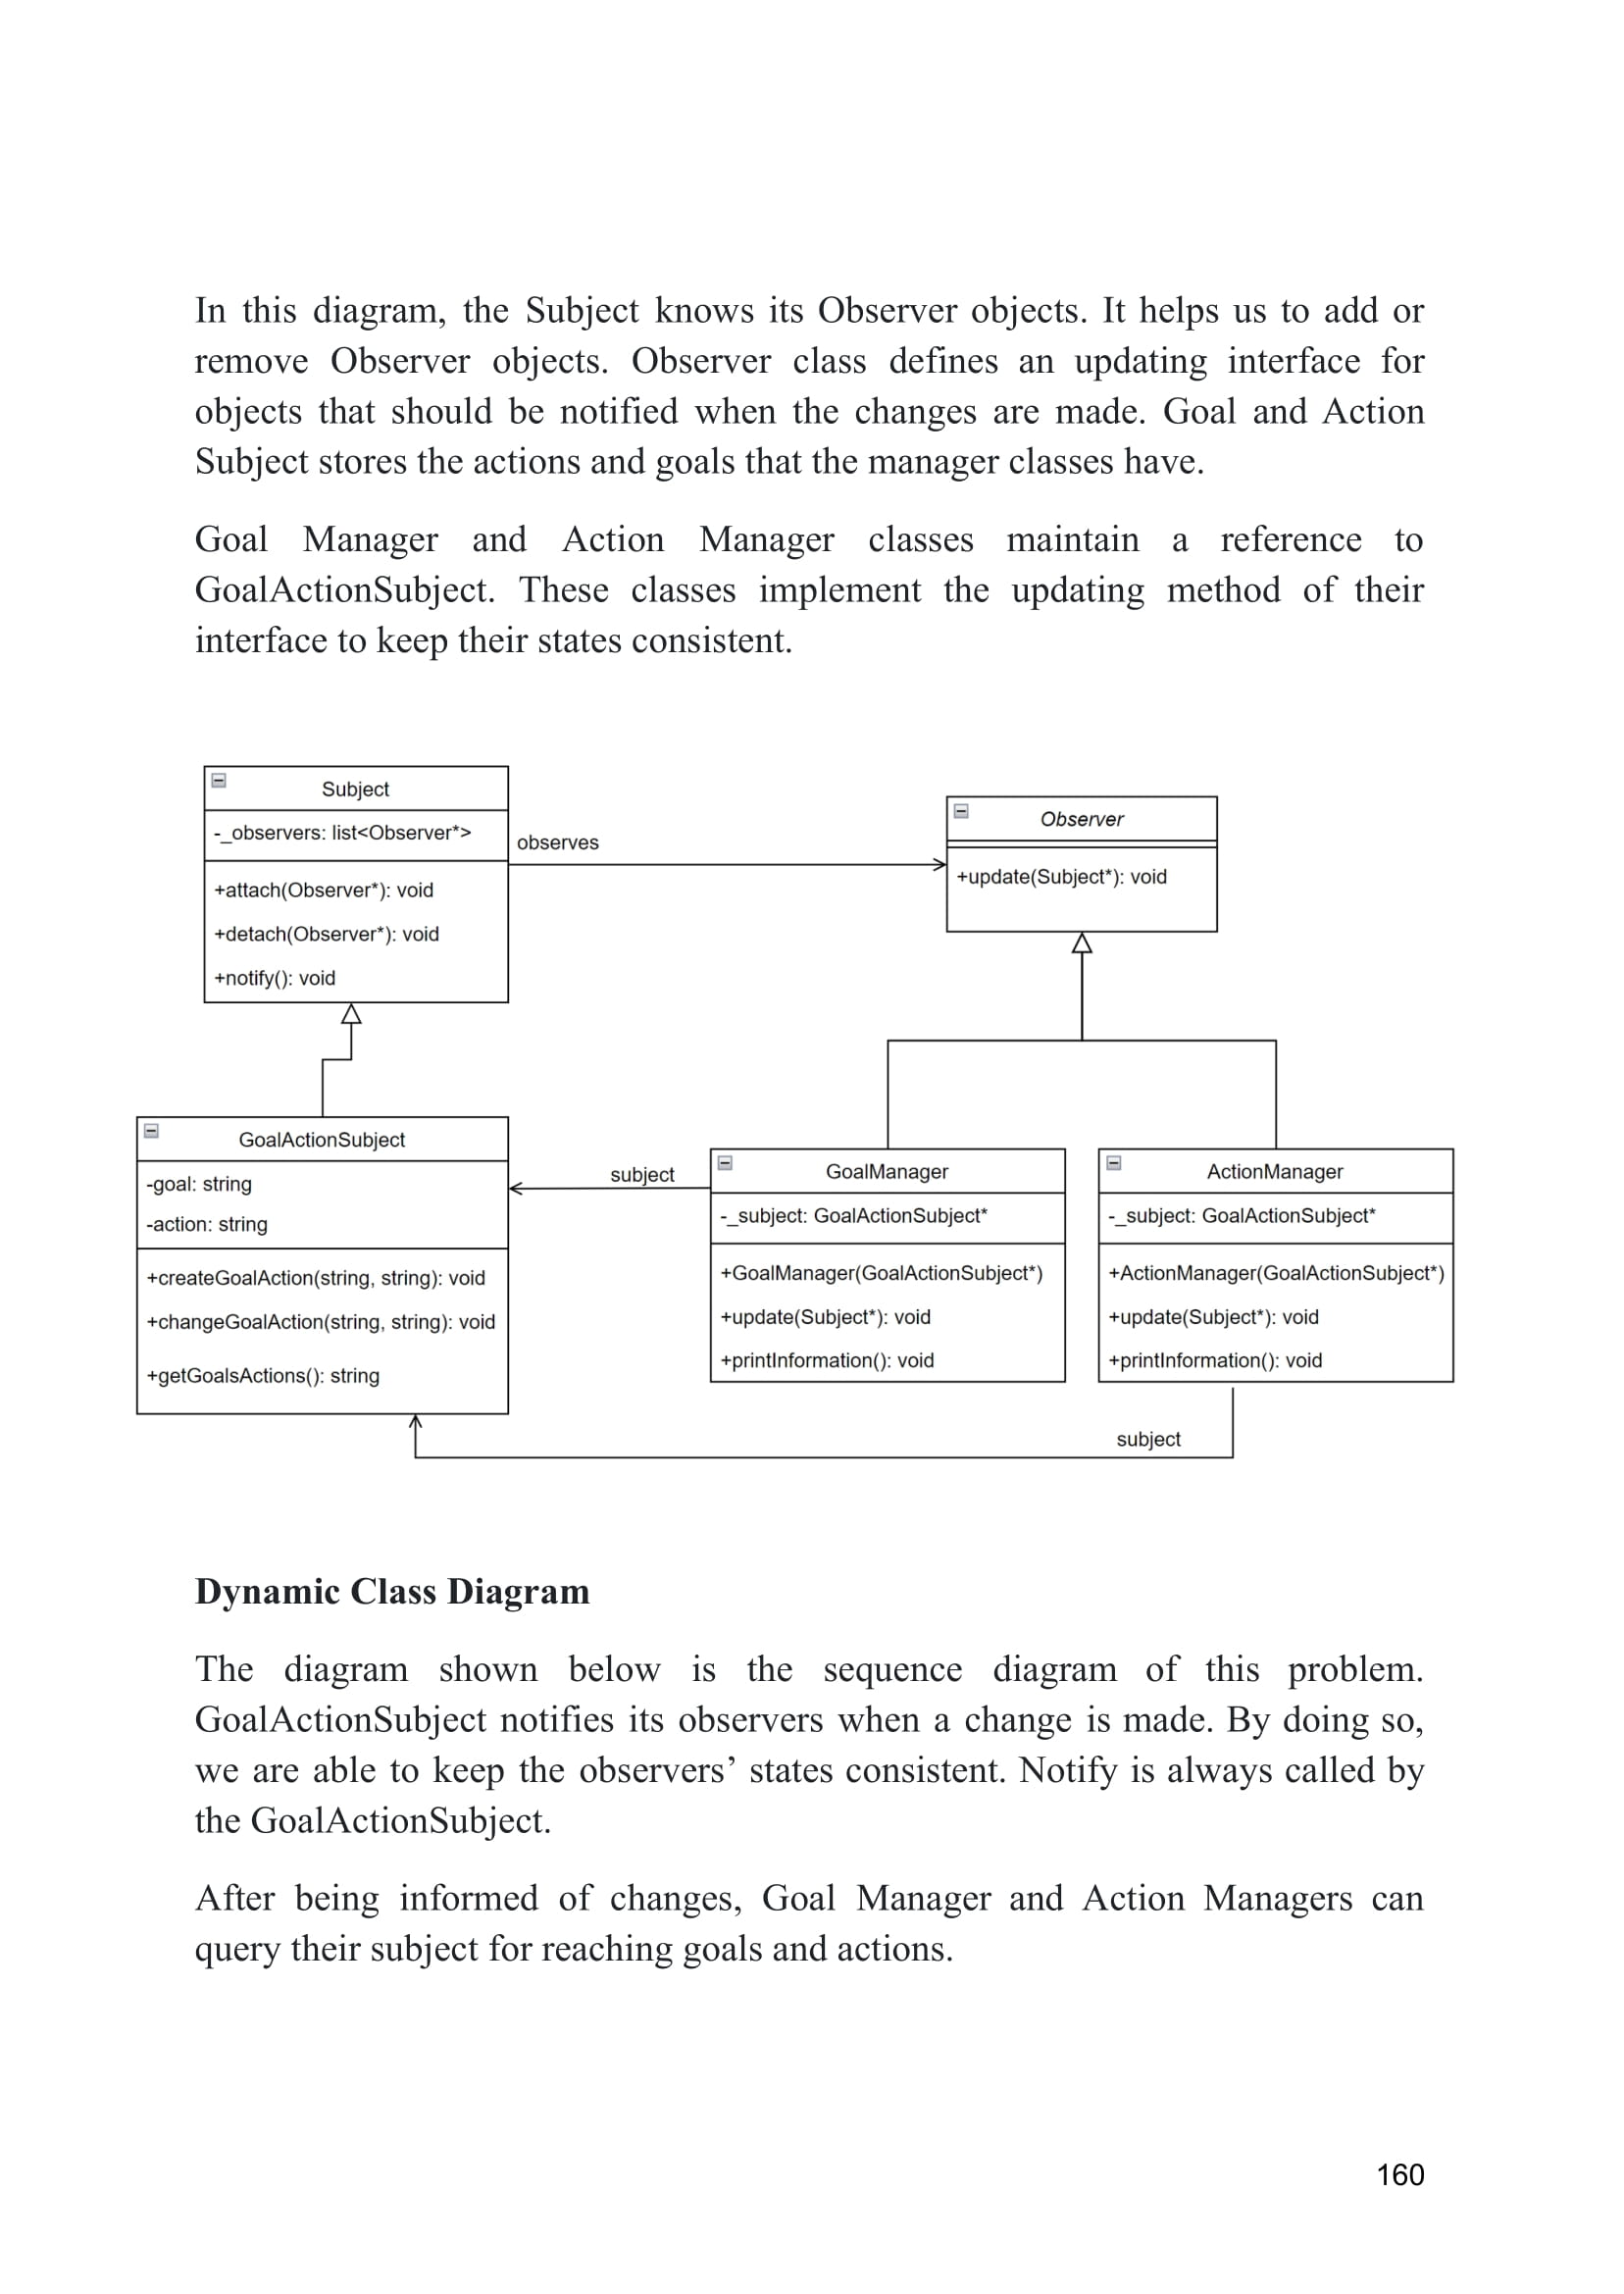 In this diagram, the Subject knows its Observer objects. It helps us to add or
remove Observer objects. Observer class defines an updating interface for
objects that should be notified when the changes are made. Goal and Action
Subject stores the actions and goals that the manager classes have.
Goal Manager and Action Manager classes maintain a reference to
GoalActionSubject. These classes implement the updating method of their
interface to keep their states consistent.
Subject
-_observers: list<Observer*>
+attach(Observer*): void
+detach(Observer*): void
+notify(): void
observes
Observer
+update(Subject*): void
GoalActionSubject
-goal: string
-action: string
+createGoalAction(string, string): void
+changeGoalAction(string, string): void
+getGoalsActions(): string
subject
GoalManager
-_subject: GoalActionSubject*
+GoalManager(GoalActionSubject*)
+update(Subject*): void
+printInformation(): void
ActionManager
-_subject: GoalActionSubject*
+ActionManager(GoalActionSubject*)
+update(Subject*): void
+printInformation(): void
subject
Dynamic Class Diagram
The diagram shown below is the sequence diagram of this problem.
GoalActionSubject notifies its observers when a change is made. By doing so,
we are able to keep the observers’ states consistent. Notify is always called by
the GoalActionSubject.
After being informed of changes, Goal Manager and Action Managers can
query their subject for reaching goals and actions.
160